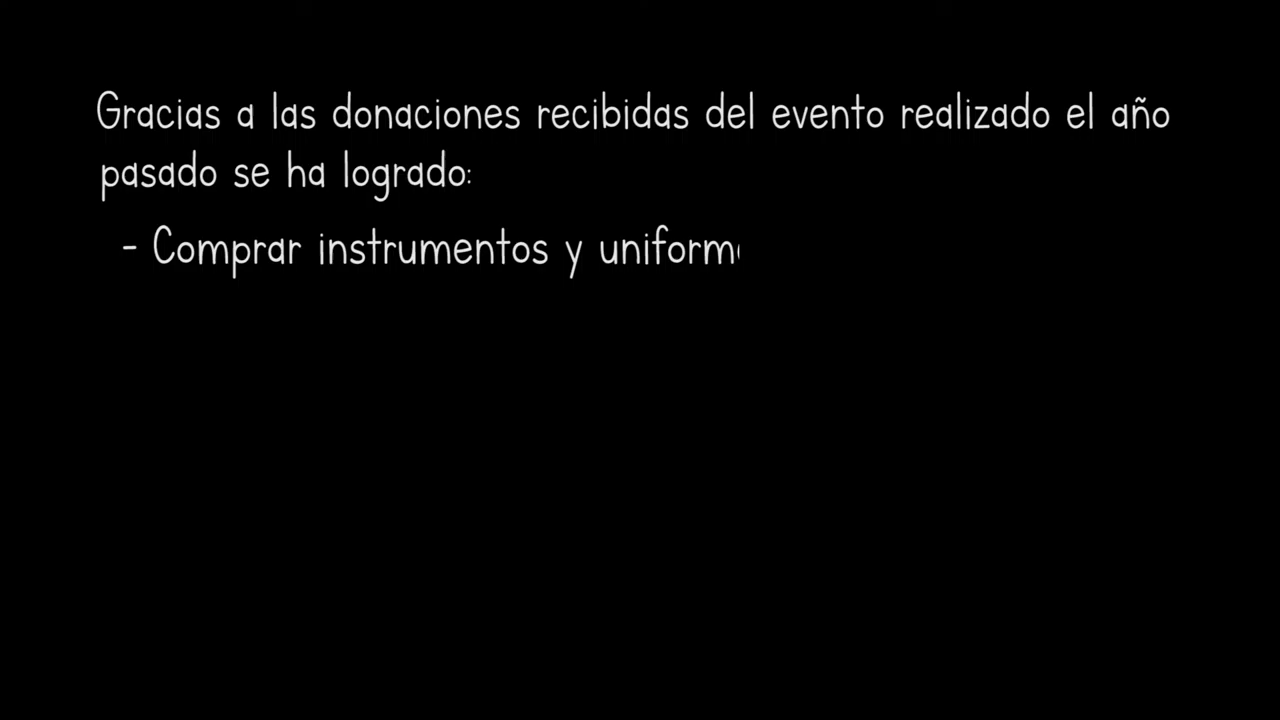 Gracias a las donaciones recibidas del evento realizado el año
pasado se ha logrado:
- Comprar instrumentos y uniform